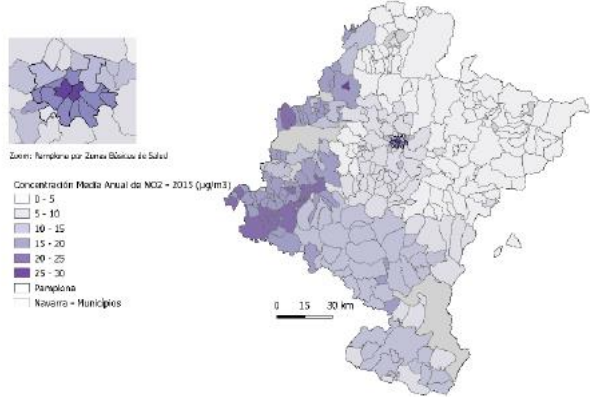 Zoom: Pamplona por Zonas Básicas de Salud
Concentración Media Anual de NO2 - 2015 (µg/m3)
0 - 5
5 - 10
10 - 15
15 - 20
20 - 25
25 - 30
Pamplona
Navarra - Municipios
0 15 30 km